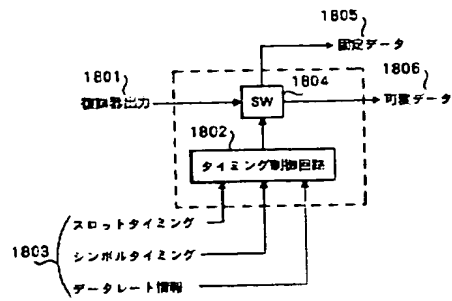 1805
固定データ
1801
1804
1806
復調器出力
SW
可変データ
1802
タイミング制御回路
スロットタイミング
1803
シンボルタイミング
データレート情報